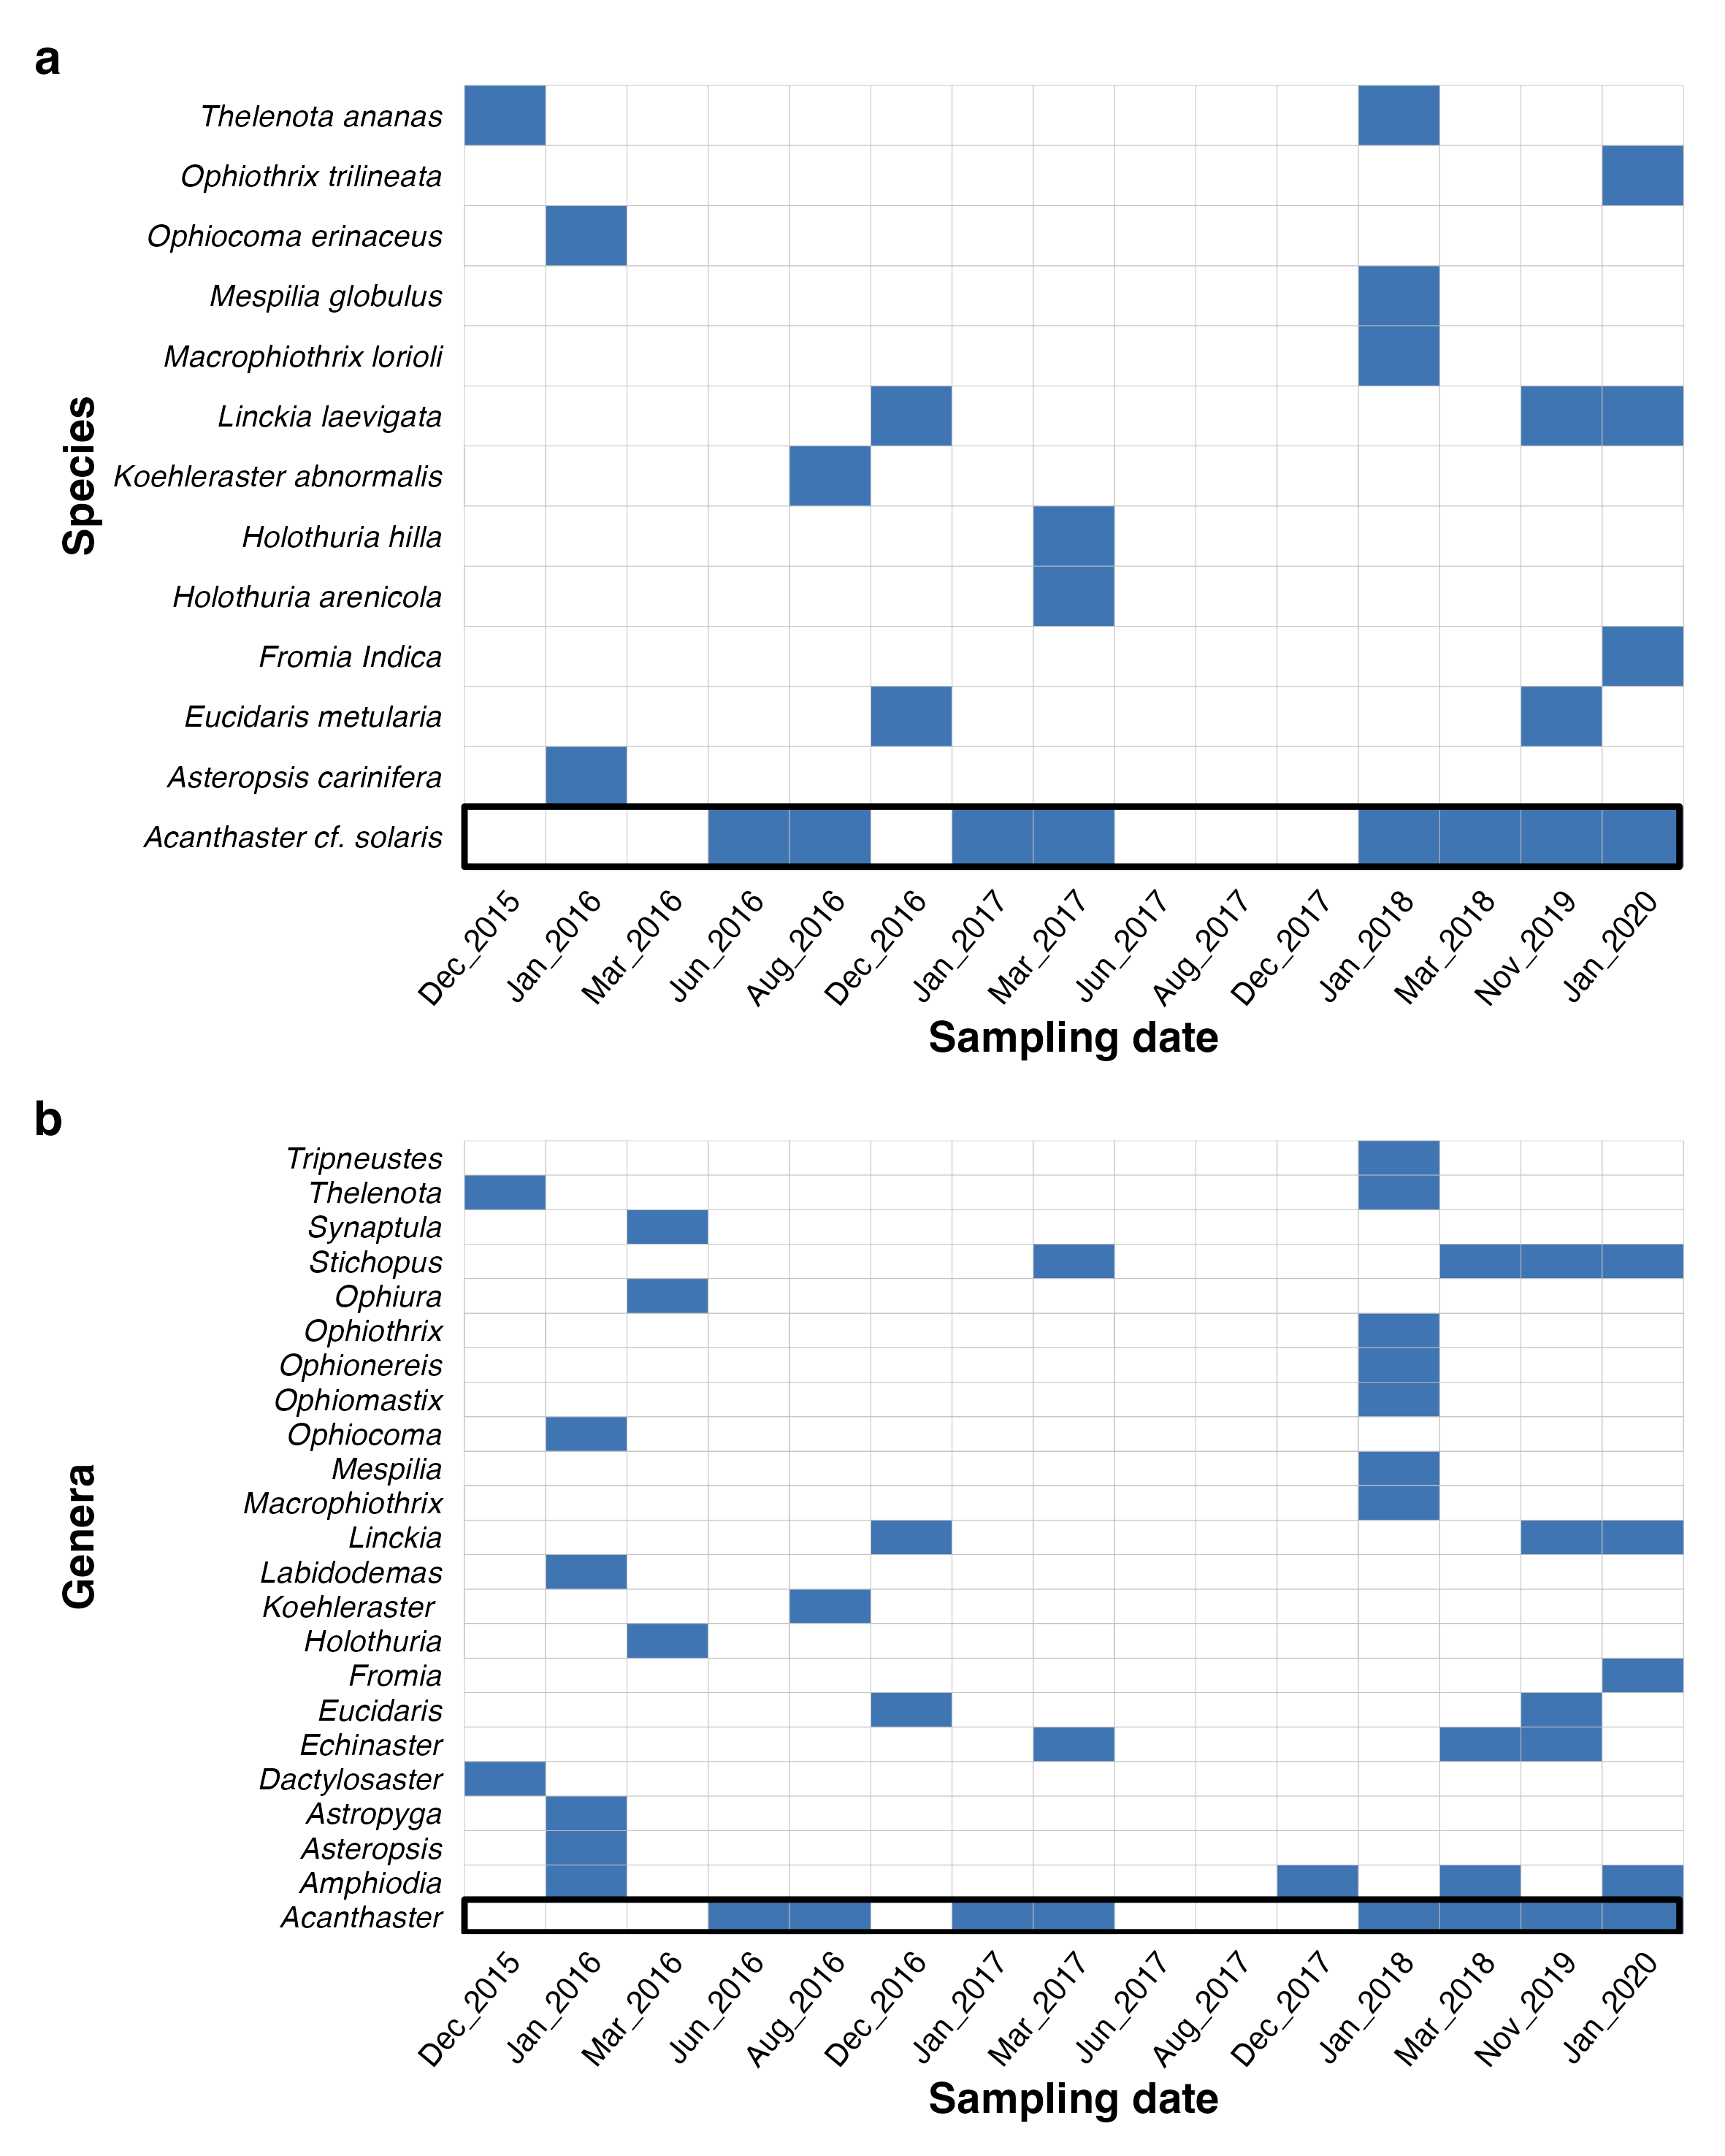 a
Thelenota ananas
Ophiothrix trilineata
Ophiocoma erinaceus
Mespilia globulus
Macrophiothrix lorioli
Linckia laevigata
Koehleraster abnormalis
Holothuria hilla
Holothuria arenicola
Fromia Indica
Eucidaris metularia
Asteropsis carinifera
Acanthaster cf. solaris
Species
Dec_2015
Jan_2016
Mar_2016
Jun_2016
Aug_2016
Dec_2016
Jan_2017
Mar_2017
Jun_2017
Aug_2017
Dec_2017
Jan_2018
Mar_2018
Nov_2019
Jan_2020
Sampling date
b
Tripneustes
Thelenota
Synaptula
Stichopus
Ophiura
Ophiothrix
Ophionereis
Ophiomastix
Ophiocoma
Mespilia
Macrophiothrix
Linckia
Labidodemas
Koehleraster
Holothuria
Fromia
Eucidaris
Echinaster
Dactylosaster
Astropyga
Asteropsis
Amphiodia
Acanthaster
Genera
Dec_2015
Jan_2016
Mar_2016
Jun_2016
Aug_2016
Dec_2016
Jan_2017
Mar_2017
Jun_2017
Aug_2017
Dec_2017
Jan_2018
Mar_2018
Nov_2019
Jan_2020
Sampling date